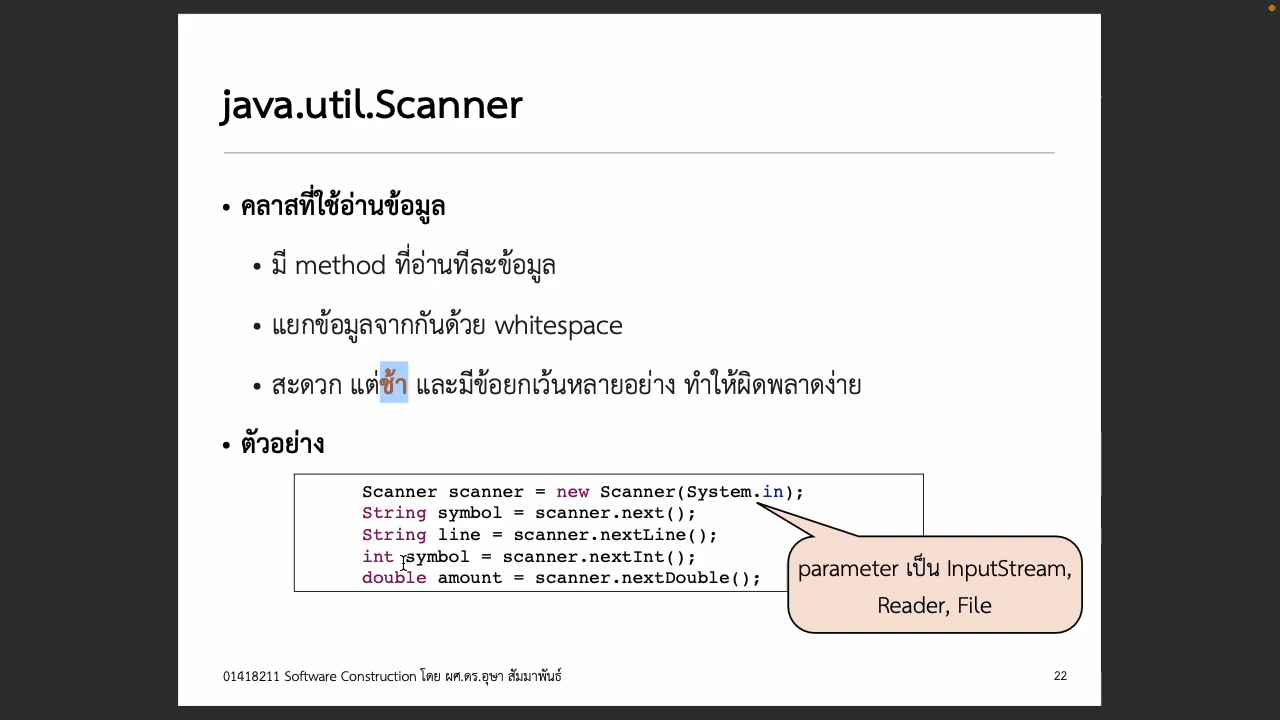 java.util.Scanner
• คลาสที่ใช้อ่านข้อมูล
• มี method ที่อ่านทีละข้อมูล
• แยกข้อมูลจากกันด้วย whitespace
• สะดวก แต่ช้า และมีข้อยกเว้นหลายอย่าง ทำให้ผิดพลาดง่าย
• ตัวอย่าง
Scanner scanner = new Scanner(System.in);
String symbol = scanner.next();
String line = scanner.nextLine();
int symbol = scanner.nextInt();
double amount = scanner.nextDouble();
parameter เป็น InputStream,
Reader, File
01418211 Software Construction โดย ผศ.ดร.อุษา สัมมาพันธ์
22